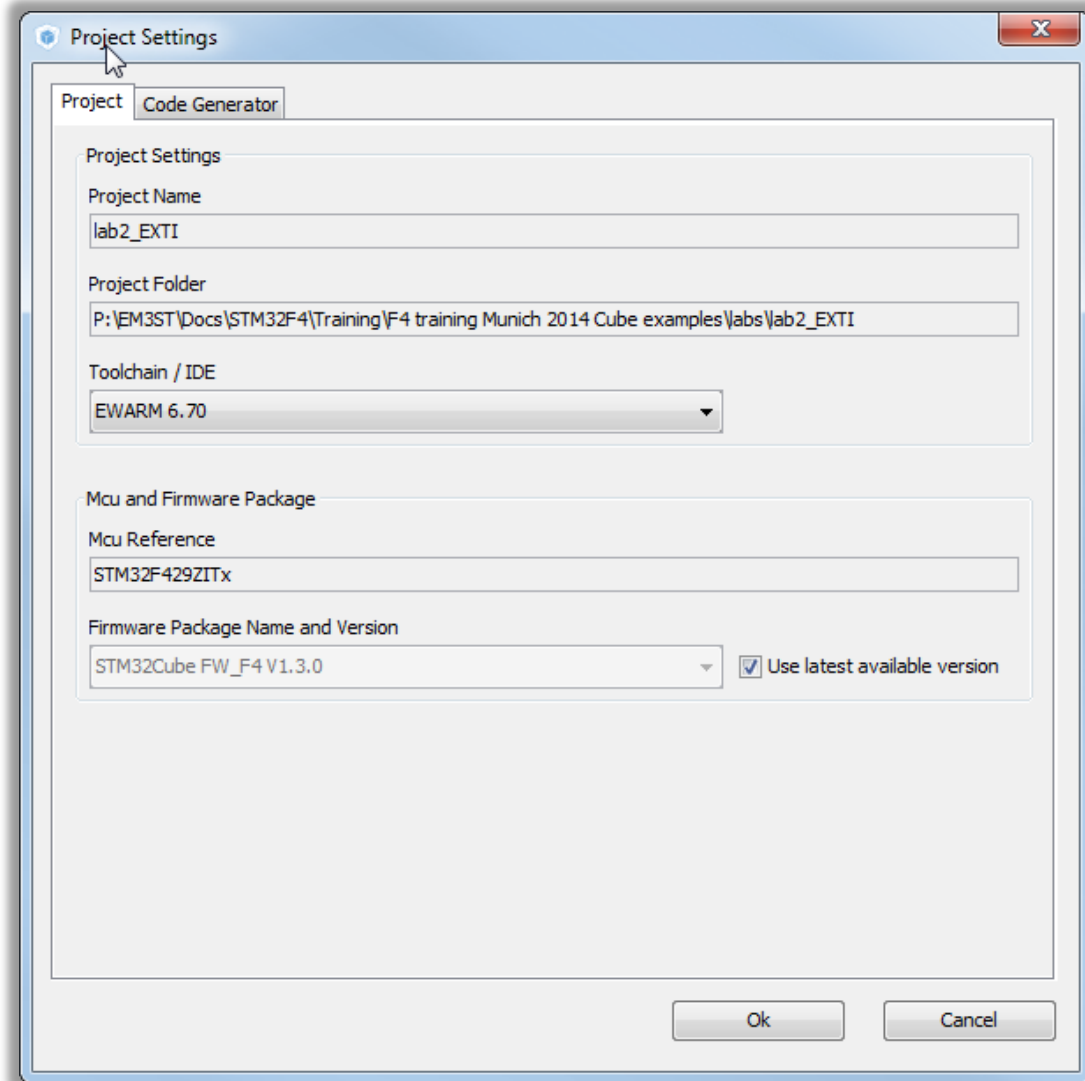 Project Settings
Project
Code Generator
Project Settings
Project Name
lab2_EXTI
Project Folder
P:\EM3ST\Docs\STM32F4\Training\F4 training Munich 2014 Cube examples\labs\lab2_EXTI
Toolchain / IDE
EWARM 6.70
Mcu and Firmware Package
Mcu Reference
STM32F429ZITx
Firmware Package Name and Version
STM32Cube FW_F4 V1.3.0
Use latest available version
Ok
Cancel